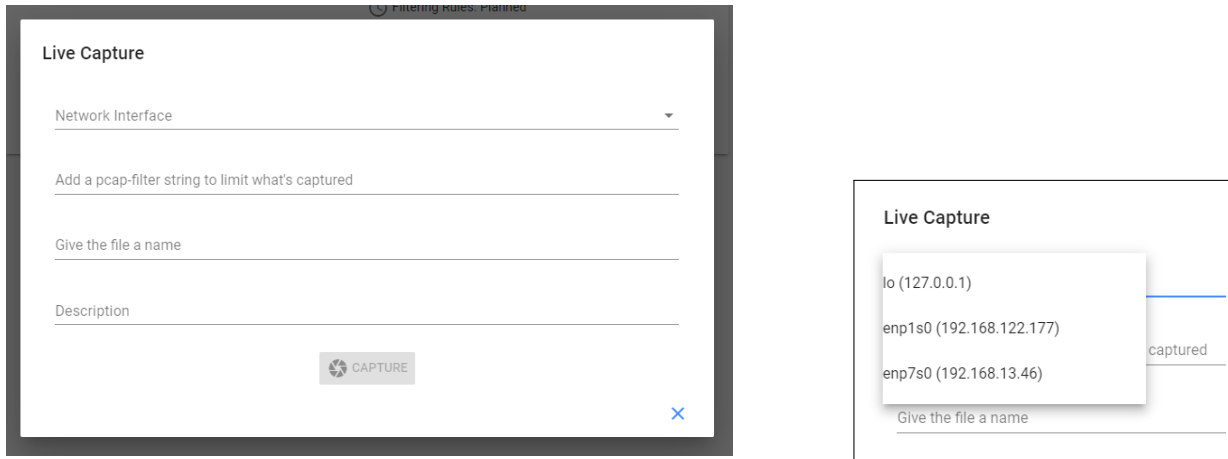 Filtering Rules: Planned
Live Capture
Network Interface
Add a pcap-filter string to limit what's captured
Give the file a name
Description
CAPTURE
Live Capture
lo (127.0.0.1)
enp1s0 (192.168.122.177)
captured
enp7s0 (192.168.13.46)
Give the file a name